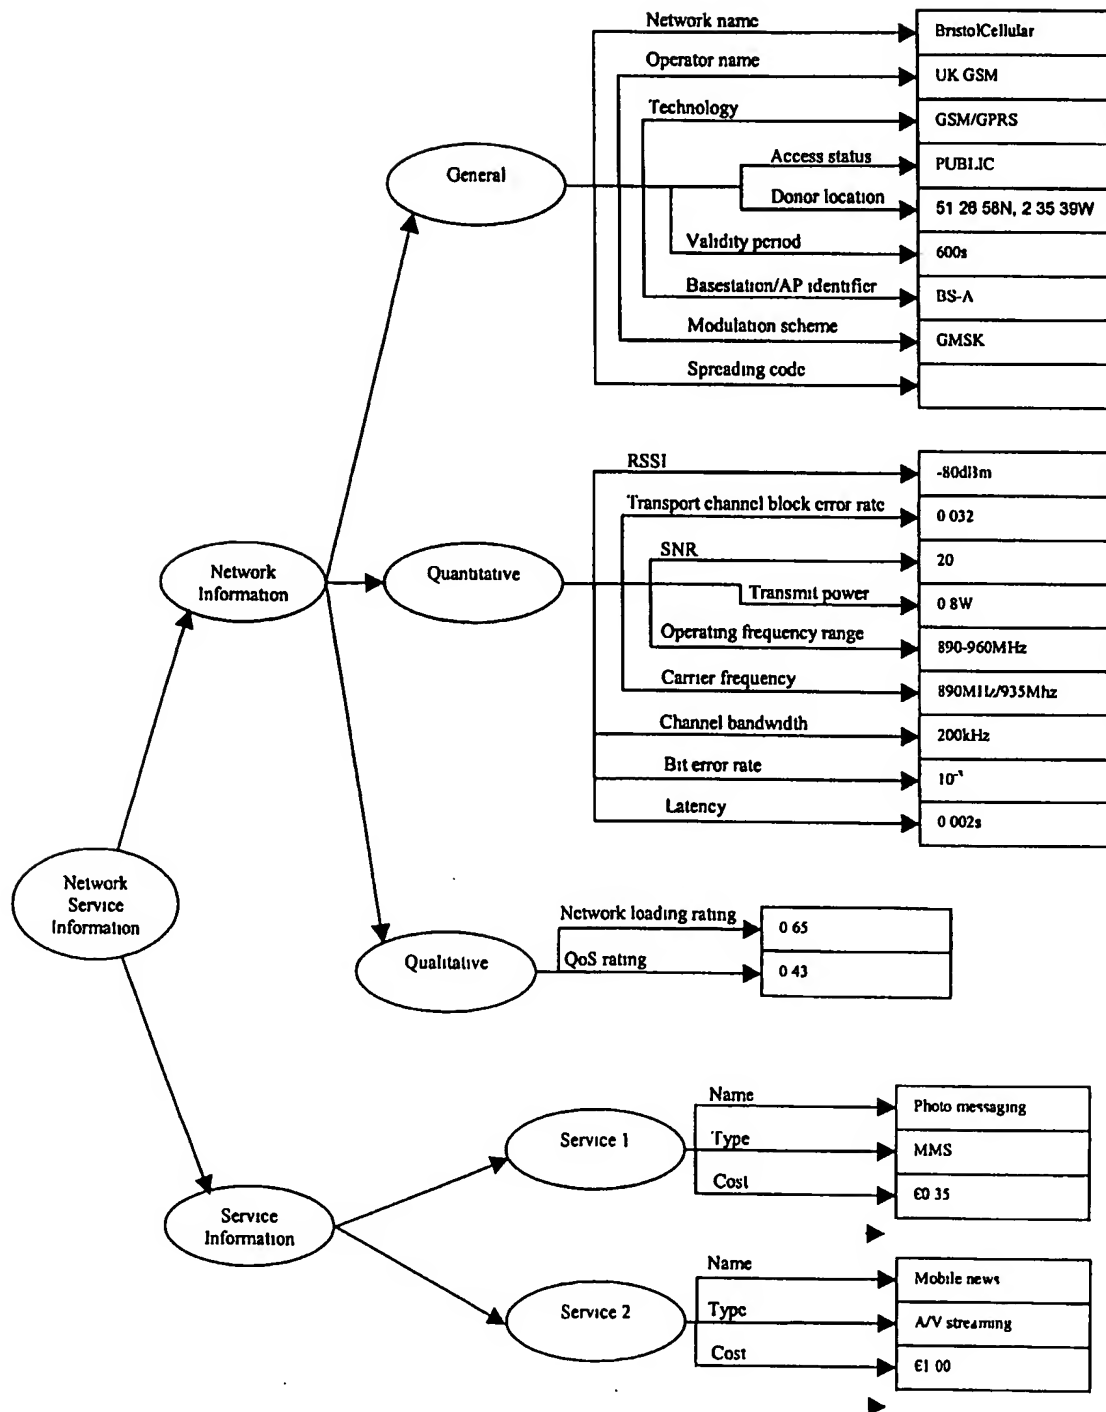 Network name
BristolCellular
Operator name
UK GSM
Technology
GSM/GPRS
Access status
PUBLIC
General
Donor location
51 26 58N, 2 35 39W
Validity period
600s
Basestation/AP identifier
BS-A
Modulation scheme
GMSK
Spreading code
RSSI
-80dBm
Transport channel block error rate
0 032
SNR
20
Network
Information
Quantitative
Transmit power
0 8W
Operating frequency range
890-960MHz
Carrier frequency
890MHz/935Mhz
Channel bandwidth
200kHz
Bit error rate
Latency
0 002s
Network
Service
Information
Network loading rating
0 65
Qualitative
QoS rating
0 43
Name
Photo messaging
Service 1
Type
MMS
Cost
€0 35
Service
Information
Name
Mobile news
Service 2
Type
A/V streaming
Cost
€1 00